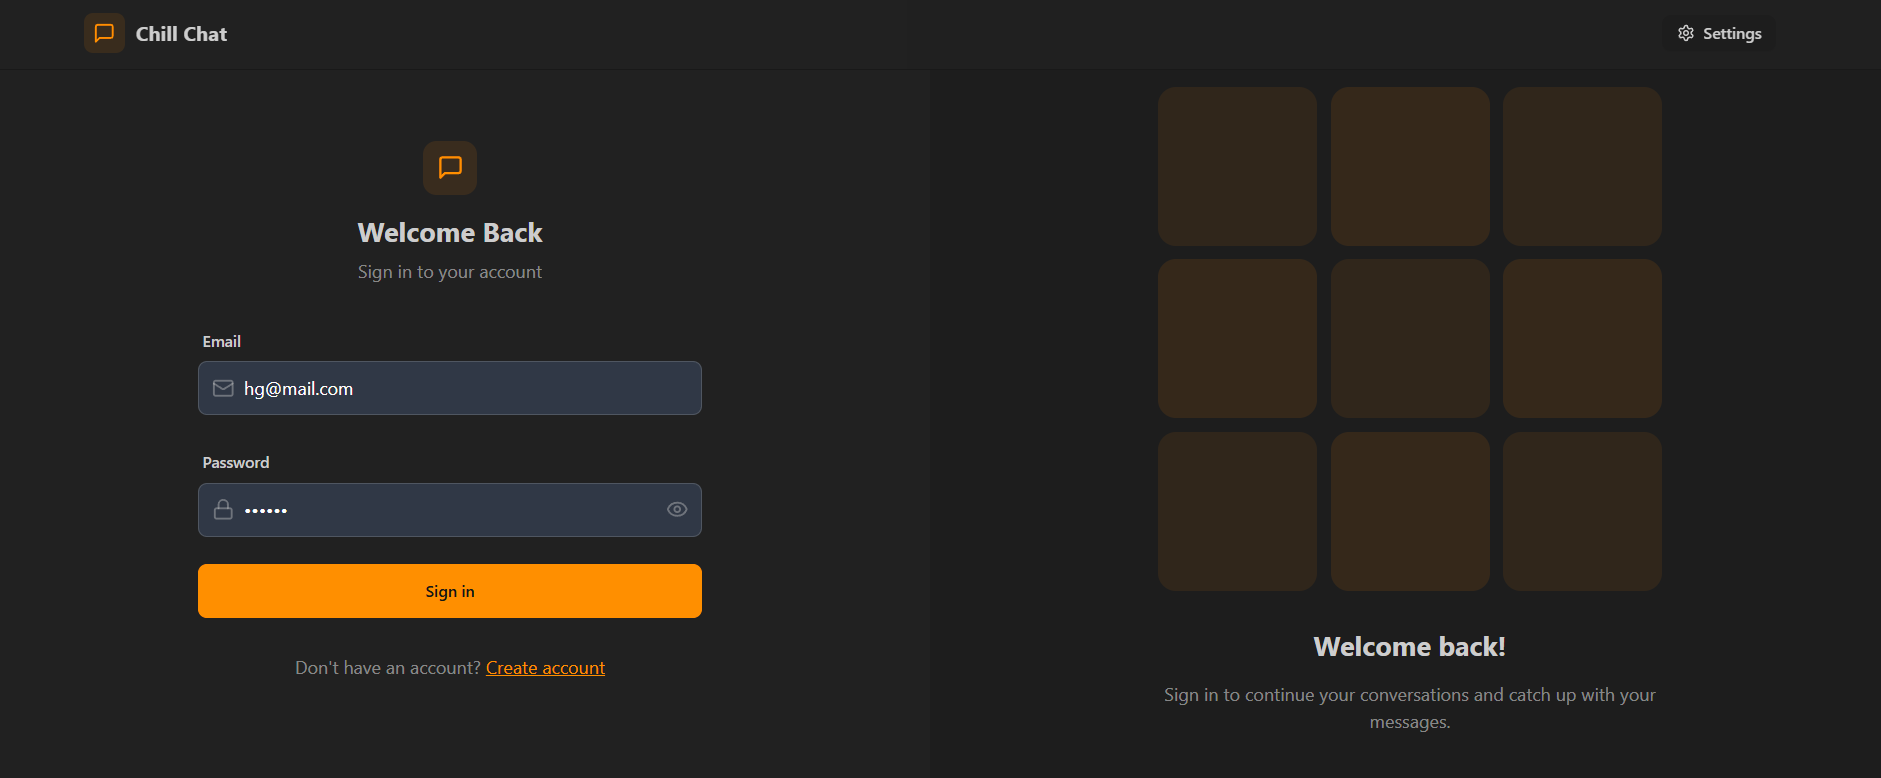 Chill Chat
Settings
Welcome Back
Sign in to your account
Email
hg@mail.com
Password
••••••
Sign in
Don't have an account? Create account
Welcome back!
Sign in to continue your conversations and catch up with your
messages.